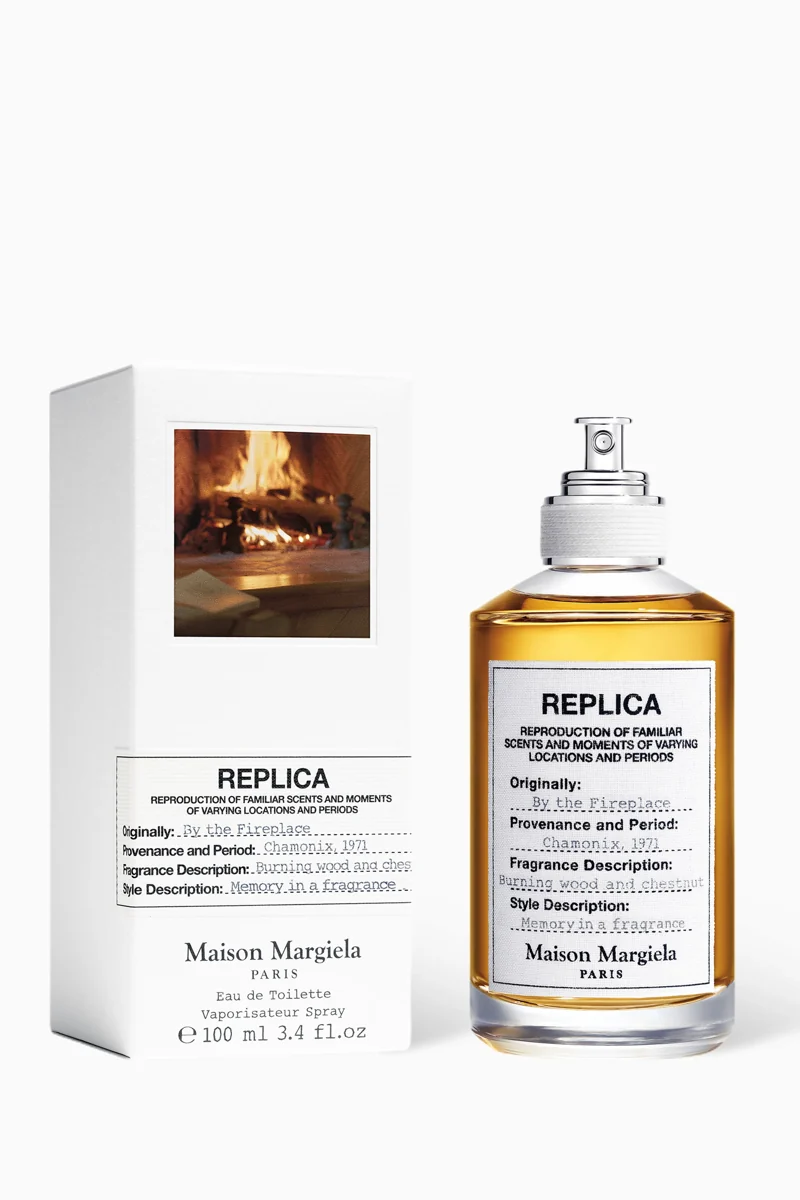 REPLICA
REPRODUCTION OF FAMILIAR SCENTS AND MOMENTS
OF VARYING LOCATIONS AND PERIODS
Originally: By the Fireplace
Provenance and Period: Chamonix, 1971
Fragrance Description: Burning wood and ches
Style Description: Memory in a fragrance
Maison Margiela
PARIS
Eau de Toilette
Vaporisateur Spray
℮ 100 ml 3.4 fl.oz
REPLICA
REPRODUCTION OF FAMILIAR
SCENTS AND MOMENTS OF VARYING
LOCATIONS AND PERIODS
Originally:
By the Fireplace
Provenance and Period:
Chamonix, 1971
Fragrance Description:
Burning wood and chestnut
Style Description:
Memory in a fragrance
Maison Margiela
PARIS